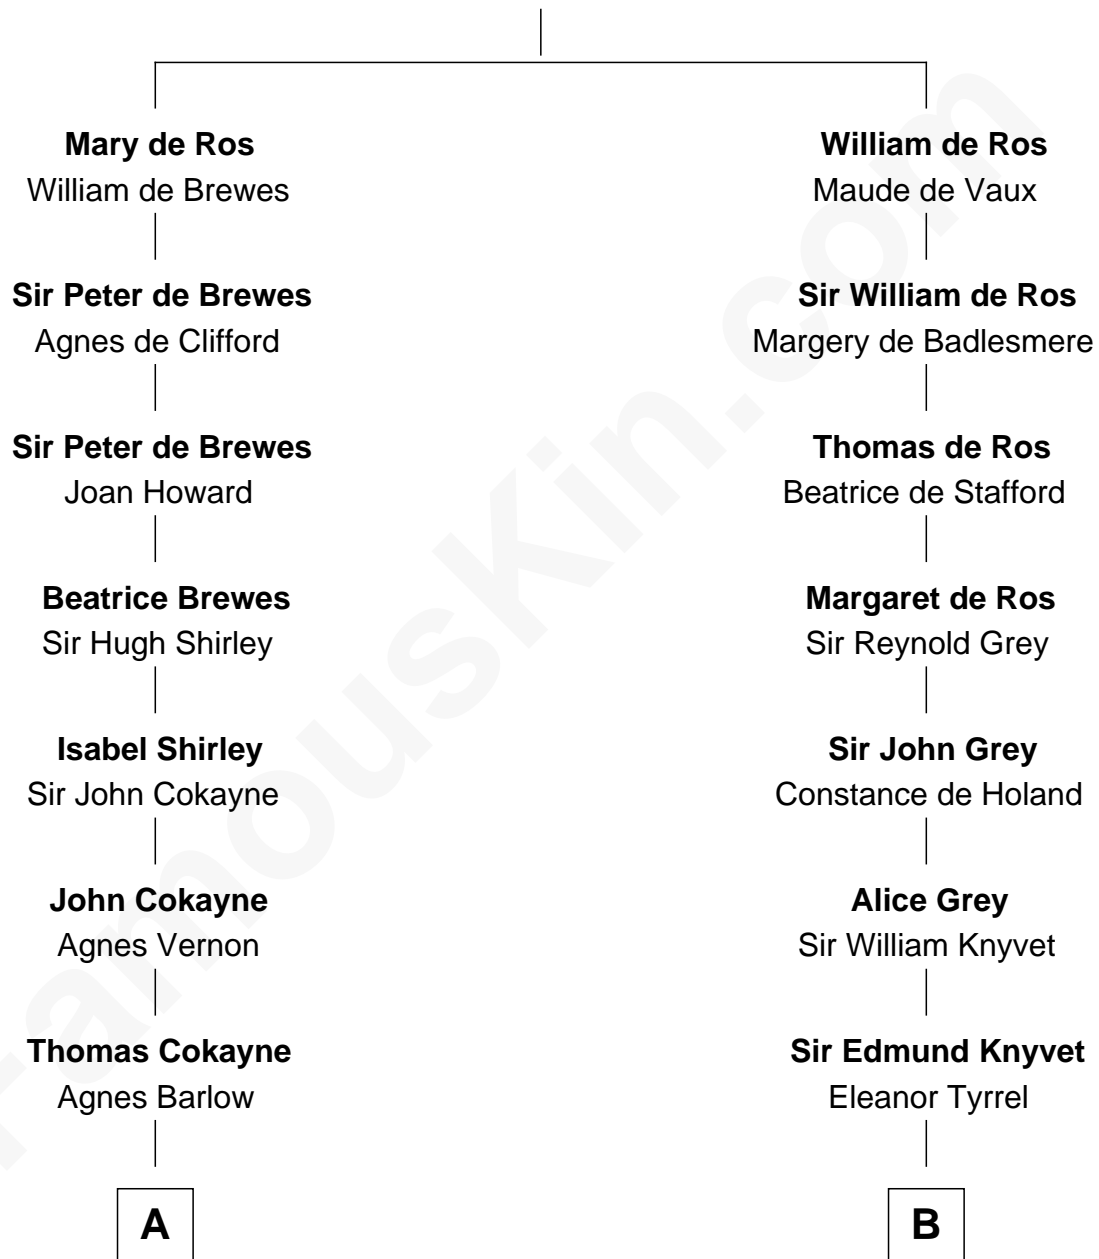 Mary de Ros
William de Brewes
Sir Peter de Brewes
Agnes de Clifford
Sir Peter de Brewes
Joan Howard
Beatrice Brewes
Sir Hugh Shirley
Isabel Shirley
Sir John Cokayne
John Cokayne
Agnes Vernon
Thomas Cokayne
Agnes Barlow
A
William de Ros
Maude de Vaux
Sir William de Ros
Margery de Badlesmere
Thomas de Ros
Beatrice de Stafford
Margaret de Ros
Sir Reynold Grey
Sir John Grey
Constance de Holand
Alice Grey
Sir William Knyvet
Sir Edmund Knyvet
Eleanor Tyrrel
B
FamousKin.com